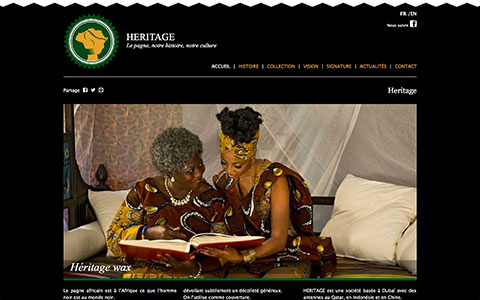 FR /EN
Nous suivre
HERITAGE
Le pagne, notre histoire, notre culture
ACCUEIL | HISTOIRE | COLLECTION | VISION | SIGNATURE | ACTUALITÉS | CONTACT
Partage
Heritage
Héritage wax
Le pagne africain est à l'Afrique ce que l'homme
noir est au monde noir.
dévoilant subtilement un décolleté généreux.
On l'utilise comme couverture.
HERITAGE est une société basée à Dubaï avec des
antennes au Qatar, en Indonésie et en Chine.